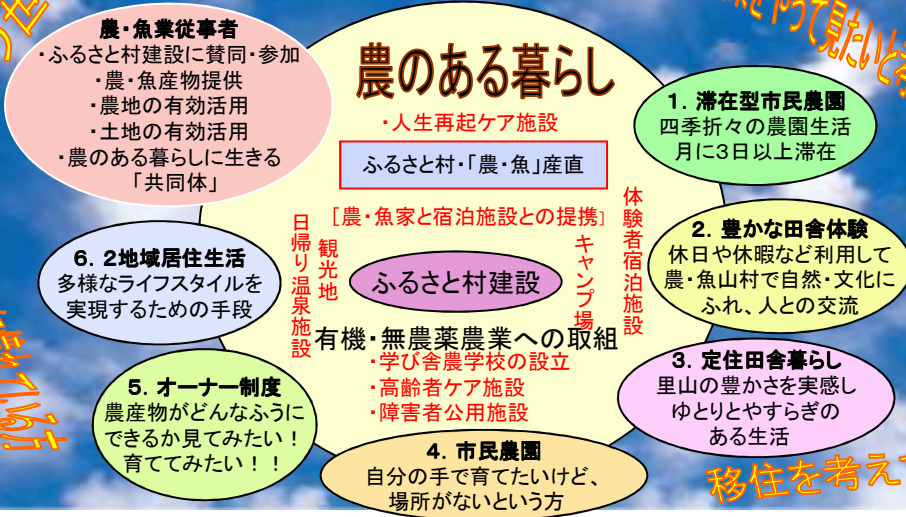 農・魚業従事者
・ふるさと村建設に賛同・参加
・農・魚産物提供
・農地の有効活用
・土地の有効活用
・農のある暮らしに生きる
「共同体」
農のある暮らし
・人生再起ケア施設
ふるさと村・「農・魚」産直
[農・魚家と宿泊施設との提携]
日帰り温泉施設
観光地
キャンプ場
体験者宿泊施設
ふるさと村建設
有機・無農薬農業への取組
・学び舎農学校の設立
・高齢者ケア施設
・障害者公用施設
1. 滞在型市民農園
四季折々の農園生活
月に3日以上滞在
2. 豊かな田舎体験
休日や休暇など利用して
農・魚山村で自然・文化に
ふれ、人との交流
3. 定住田舎暮らし
里山の豊かさを実感し
ゆとりとやすらぎの
ある生活
4. 市民農園
自分の手で育てたいけど、
場所がないという方
5. オーナー制度
農産物がどんなふうに
できるか見てみたい！
育ててみたい！！
6. 2地域居住生活
多様なライフスタイルを
実現するための手段
をやって見たいと
移住を考え